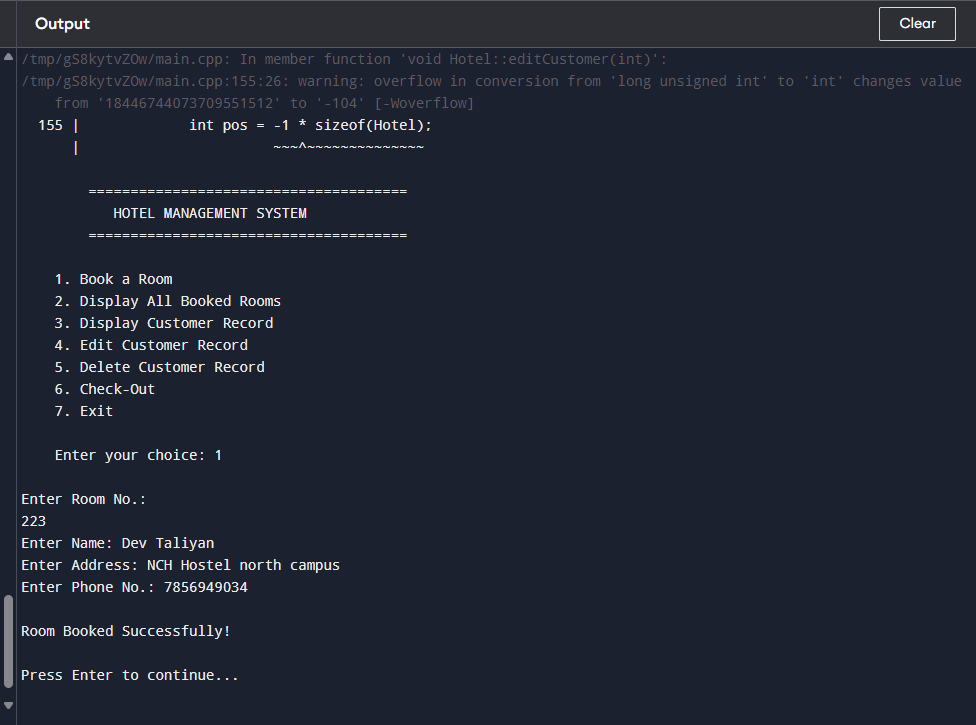 Output
Clear
/tmp/gS8kytvZOw/main.cpp: In member function 'void Hotel::editCustomer(int)':
/tmp/gS8kytvZOw/main.cpp:155:26: warning: overflow in conversion from 'long unsigned int' to 'int' changes value
from '18446744073709551512' to '-104' [-Woverflow]
155 | int pos = -1 * sizeof(Hotel);
| ~~~^~~~~~~~~~~~~~~
======================================
HOTEL MANAGEMENT SYSTEM
======================================
1. Book a Room
2. Display All Booked Rooms
3. Display Customer Record
4. Edit Customer Record
5. Delete Customer Record
6. Check-Out
7. Exit
Enter your choice: 1
Enter Room No.:
223
Enter Name: Dev Taliyan
Enter Address: NCH Hostel north campus
Enter Phone No.: 7856949034
Room Booked Successfully!
Press Enter to continue...